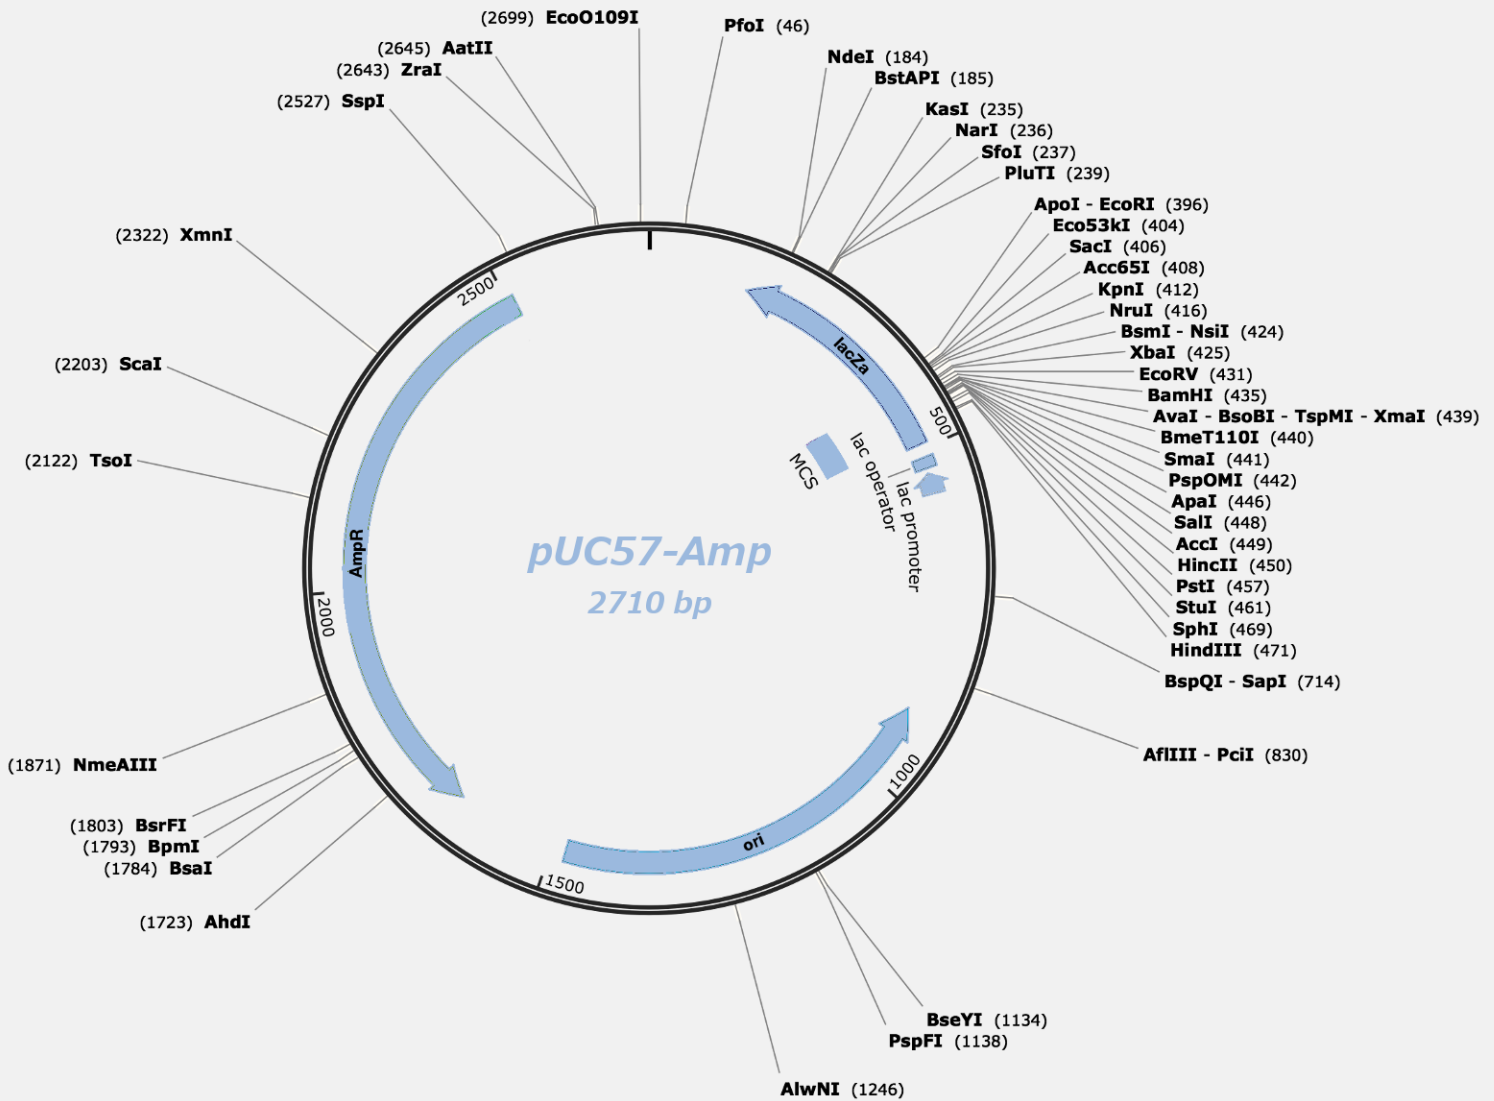 (2699) EcoO109I
PfoI (46)
(2645) AatII
NdeI (184)
(2643) ZraI
BstAPI (185)
(2527) SspI
KasI (235)
NarI (236)
SfoI (237)
PluTI (239)
ApoI - EcoRI (396)
Eco53kI (404)
(2322) XmnI
SacI (406)
Acc65I (408)
KpnI (412)
2500
NruI (416)
BsmI - NsiI (424)
XbaI (425)
lacZa
(2203) ScaI
EcoRV (431)
BamHI (435)
AvaI - BsoBI - TspMI - XmaI (439)
500
BmeT110I (440)
(2122) TsoI
SmaI (441)
MCS
lac operator
PspOMI (442)
ApaI (446)
lac promoter
SalI (448)
AccI (449)
AmpR
pUC57-Amp
HincII (450)
PstI (457)
2710 bp
StuI (461)
2000
SphI (469)
HindIII (471)
BspQI - SapI (714)
AflIII - PciI (830)
(1871) NmeAIII
1000
(1803) BsrFI
(1793) BpmI
ori
(1784) BsaI
1500
(1723) AhdI
BseYI (1134)
PspFI (1138)
AlwNI (1246)